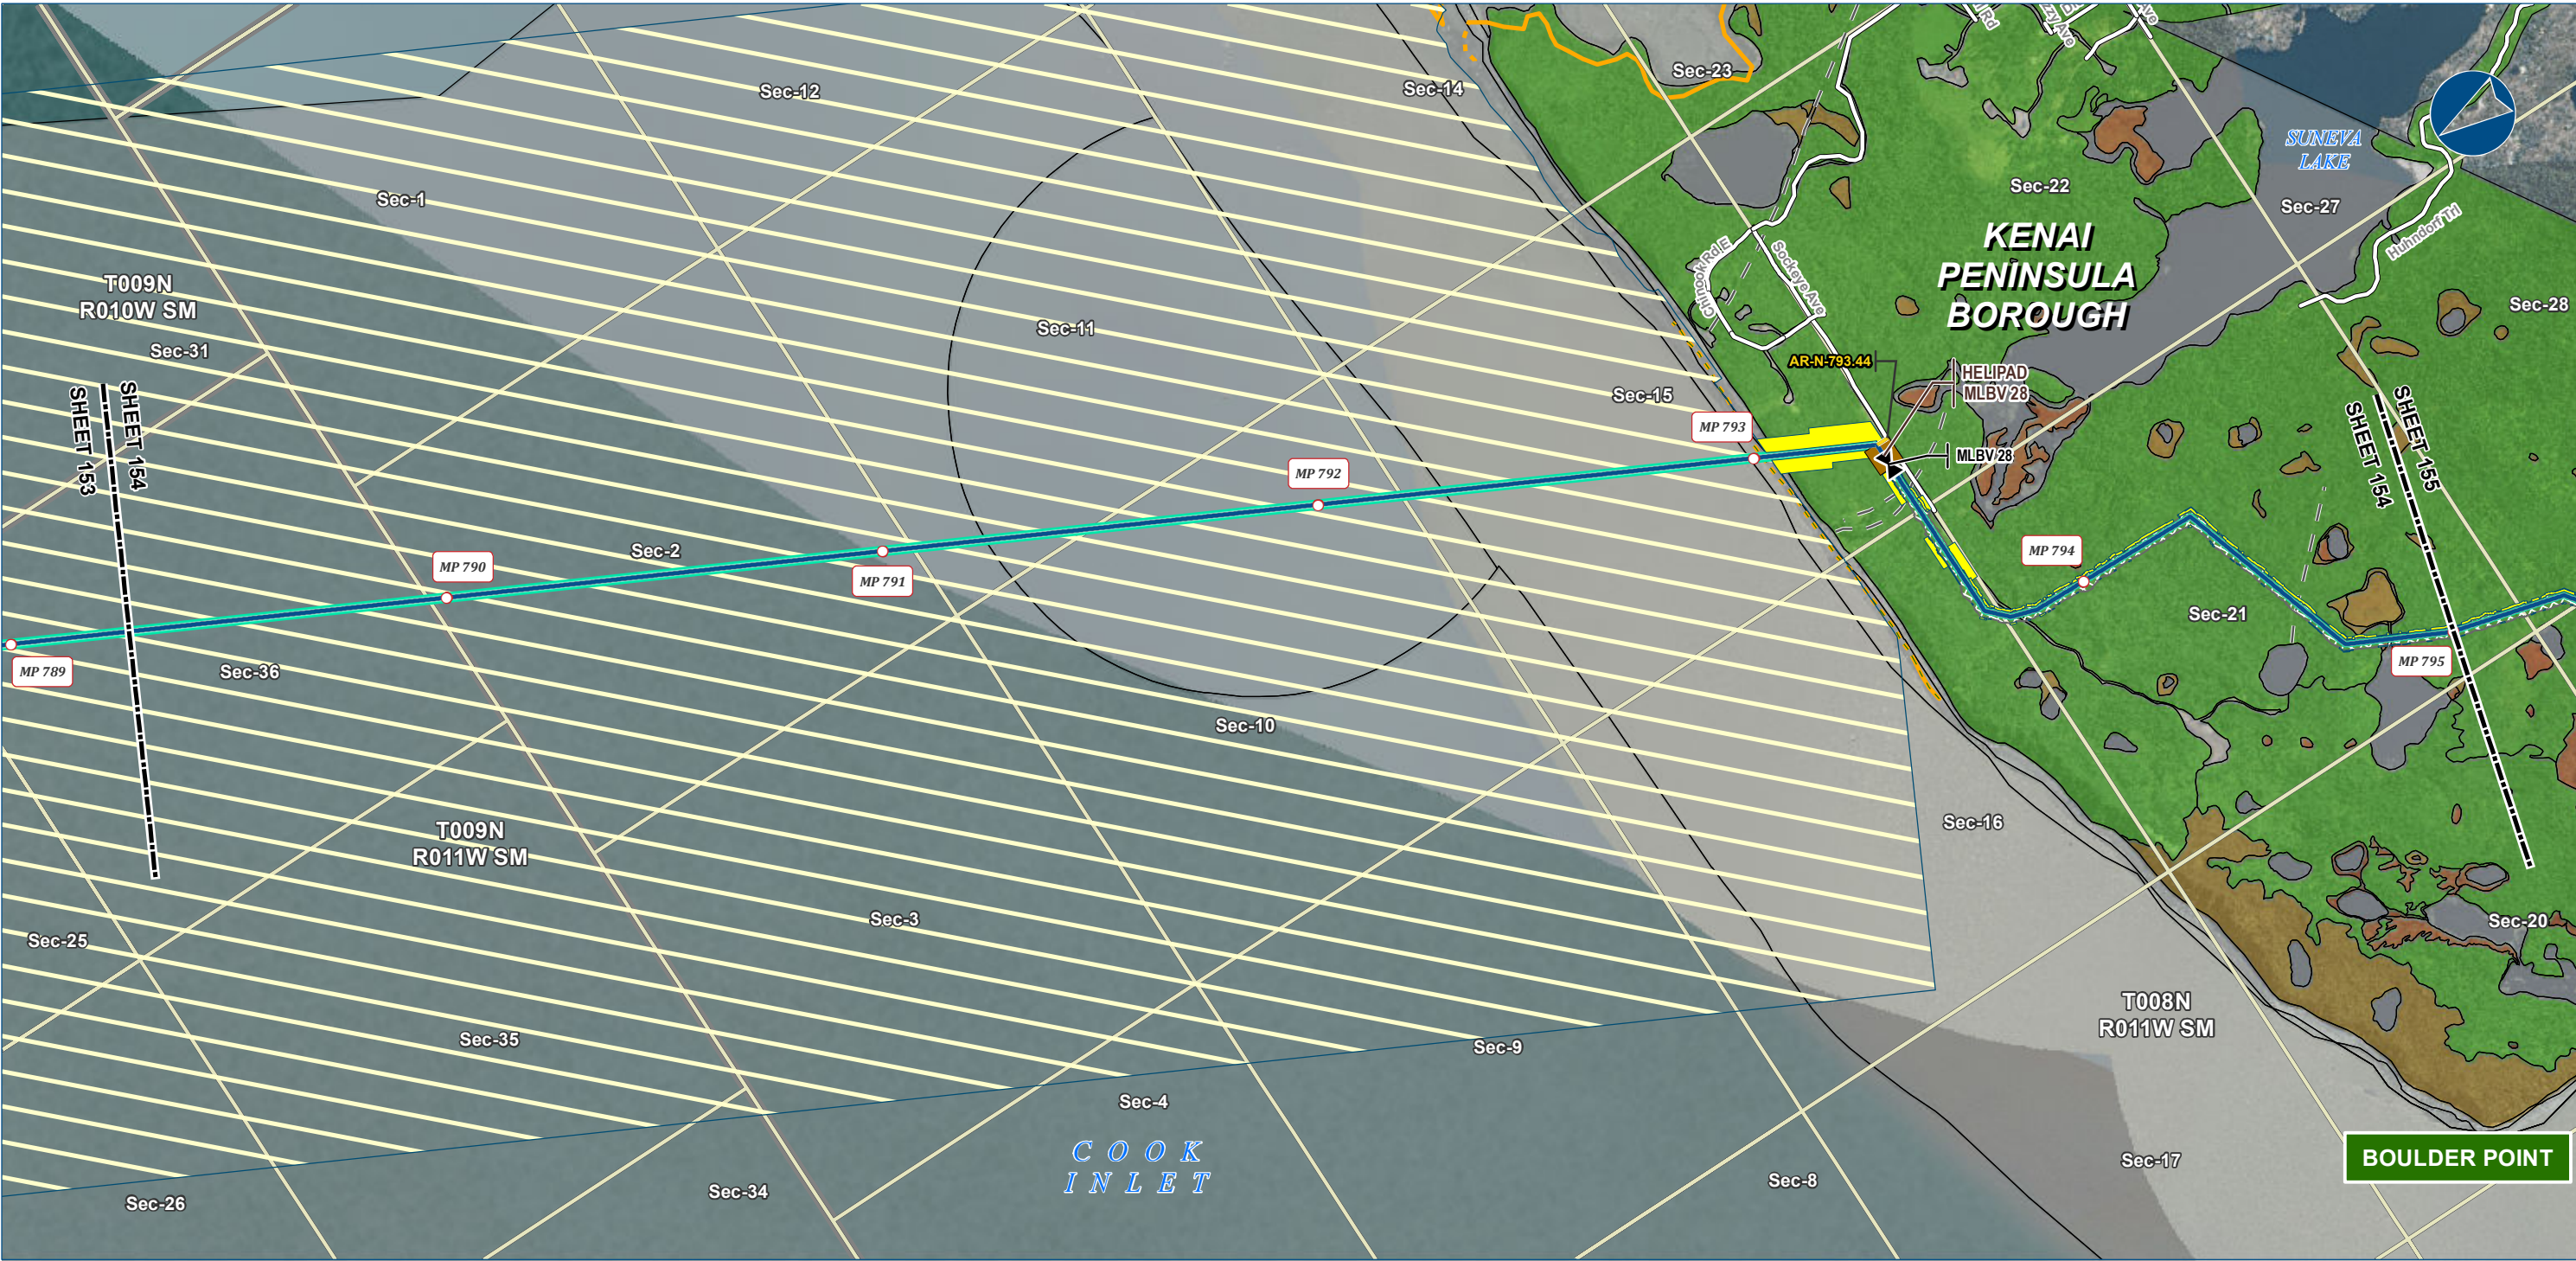 Sec-12
Sec-14
Sec-23
Sec-22
SUNEVA
LAKE
Sec-27
Huhndorf Trl
Sec-28
Sec-1
T009N
R010W SM
Sec-31
SHEET 153
SHEET 154
Sec-11
Sec-15
Chinook Rd E
Sockeye Ave
KENAI
PENINSULA
BOROUGH
AR-N-793.44
HELIPAD
MLBV 28
MLBV 28
MP 793
MP 792
MP 791
MP 790
MP 789
Sec-2
Sec-36
MP 794
Sec-21
MP 795
SHEET 154
SHEET 155
Sec-10
T009N
R011W SM
Sec-16
Sec-3
Sec-20
Sec-25
Sec-35
Sec-9
T008N
R011W SM
Sec-4
COOK
INLET
Sec-26
Sec-34
Sec-8
Sec-17
BOULDER POINT